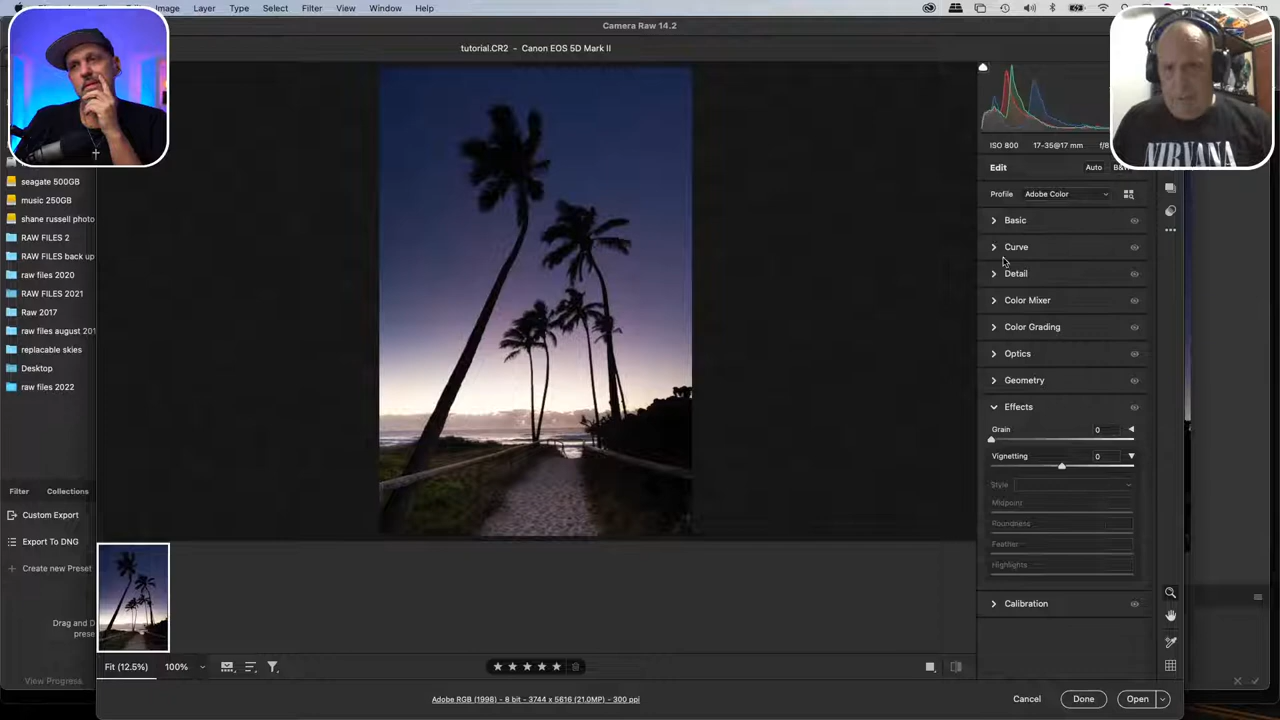 Type
Image
Layer
Select
Filter
View
Window
Help
Camera Raw 14.2
tutorial.CR2 - Canon EOS 5D Mark II
ISO 800 17-35@17 mm f/8
Edit Auto
Profile Adobe Color
Basic
Curve
Detail
Color Mixer
Color Grading
Optics
Geometry
Effects
Grain 0
Vignetting 0
Style
Midpoint
Roundness
Feather
Highlights
Calibration
NIRVANA
seagate 500GB
music 250GB
shane russell photo
RAW FILES 2
RAW FILES back up
raw files 2020
RAW FILES 2021
Raw 2017
raw files august 201
replacable skies
Desktop
raw files 2022
Filter Collections
Custom Export
Export To DNG
Create new Preset
Drag and D
prese
View Progress
Fit (12.5%) 100%
Adobe RGB (1998) - 8 bit - 3744 x 5616 (21.0MP) - 300 ppi
Cancel Done Open